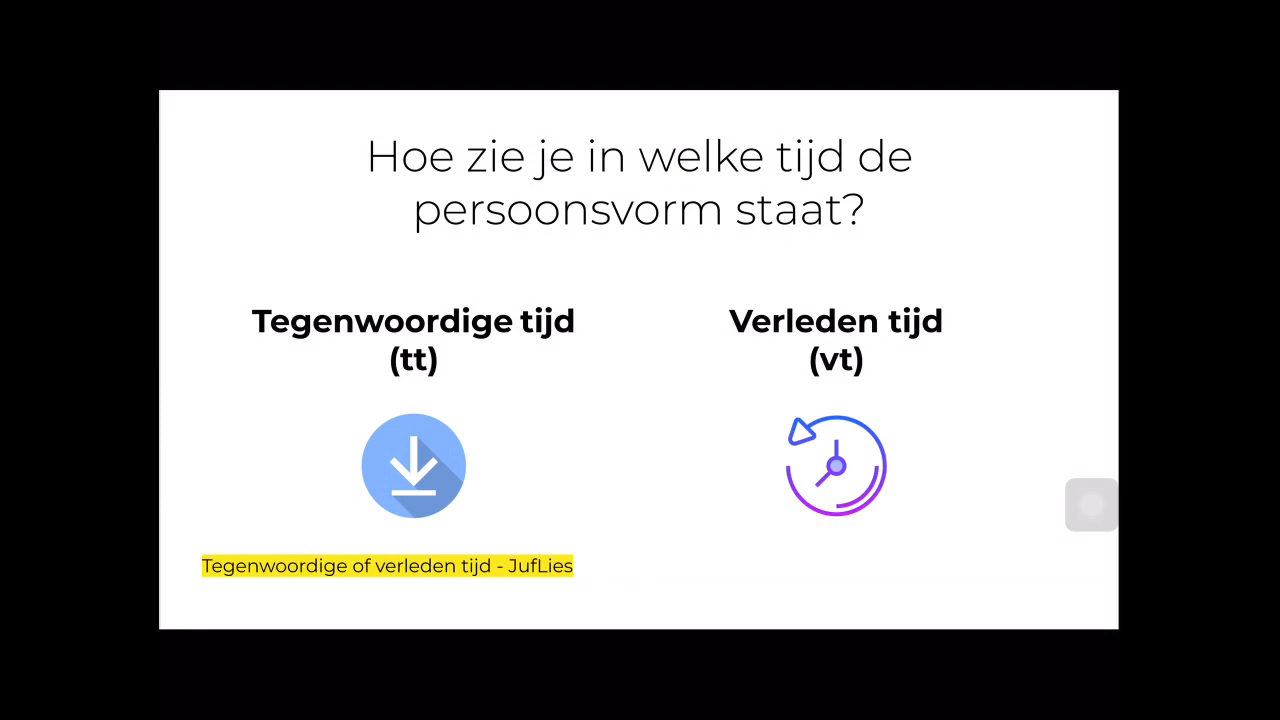 Hoe zie je in welke tijd de
persoonsvorm staat?
Tegenwoordige tijd
(tt)
Verleden tijd
(vt)
Tegenwoordige of verleden tijd - JufLies